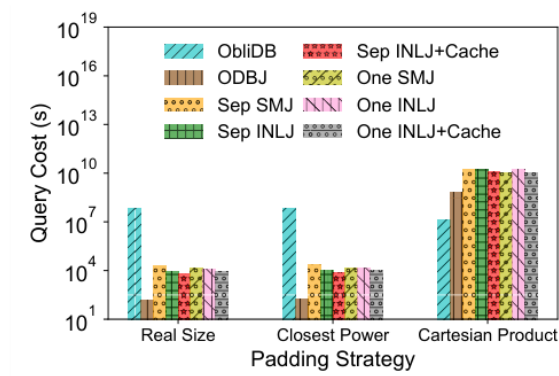 10^19
10^16
10^13
10^10
10^7
10^4
10^1
Query Cost (s)
ObliDB
ODBJ
Sep SMJ
Sep INLJ
Sep INLJ+Cache
One SMJ
One INLJ
One INLJ+Cache
Real Size
Closest Power
Cartesian Product
Padding Strategy